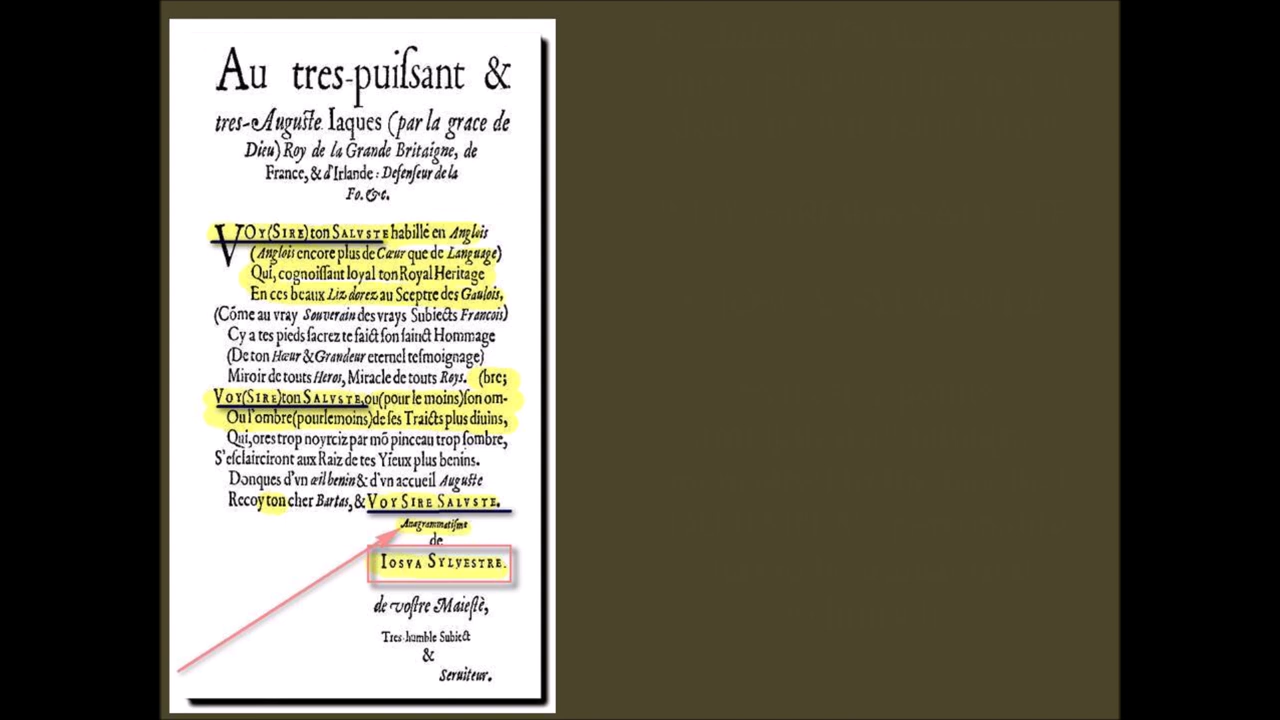 Au tres-puiſsant &
tres-Auguſte Iaques (par la grace de
Dieu) Roy de la Grande Britaigne, de
France, & d'Irlande : Defenſeur de la
Fo. &c.
VOY (SIRE) ton SALVSTE habillé en Anglois
(Anglois encore plus de Cœur que de Language)
Qui, cognoiſſant loyal ton Royal Heritage
En ces beaux Liz dorez au Sceptre des Gaulois,
(Cõme au vray Souverain des vrays Subiects Francois)
Cy a tes pieds ſacrez te faict ſon ſainct Hommage
(De ton Hœur & Grandeur eternel teſmoignage)
Miroir de touts Heros, Miracle de touts Roys. (bre;
VOY (SIRE) ton SALVSTE, ou (pour le moins) ſon om-
Ou l'ombre (pour le moins) de ſes Traicts plus diuins,
Qui, ores trop noyrciz par mõ pinceau trop ſombre,
S'eſclairciront aux Raiz de tes Yieux plus benins.
Donques d'vn œil benin & d'vn accueil Auguſte
Recoy ton cher Bartas, & VOY SIRE SALVSTE.
Anagrammatiſme
de
IOSVA SYLVESTRE.
de voſtre Maieſtè,
Tres-humble Subiect
&
Seruiteur.